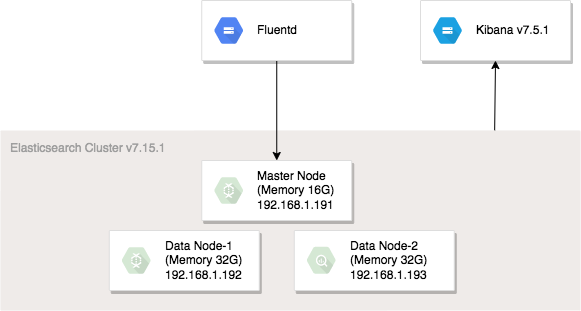 Fluentd
Kibana v7.5.1
Elasticsearch Cluster v7.15.1
Master Node
(Memory 16G)
192.168.1.191
Data Node-1
(Memory 32G)
192.168.1.192
Data Node-2
(Memory 32G)
192.168.1.193